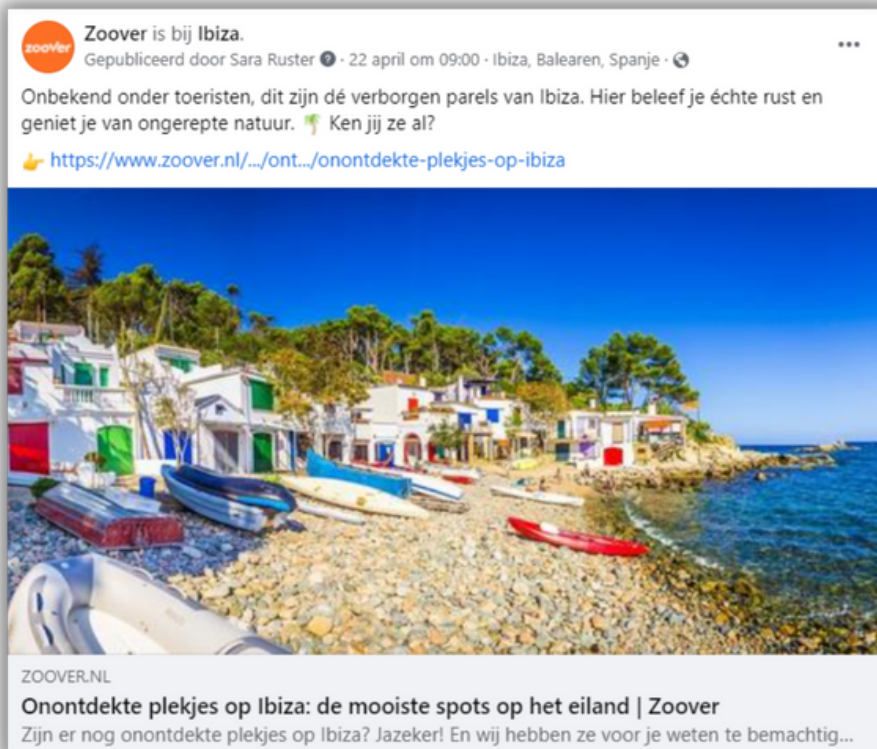 zoover
Zoover is bij Ibiza.
Gepubliceerd door Sara Ruster ? · 22 april om 09:00 · Ibiza, Balearen, Spanje ·
Onbekend onder toeristen, dit zijn dé verborgen parels van Ibiza. Hier beleef je échte rust en
geniet je van ongerepte natuur. 🌴 Ken jij ze al?
👉 https://www.zoover.nl/.../ont.../onontdekte-plekjes-op-ibiza
ZOOVER.NL
Onontdekte plekjes op Ibiza: de mooiste spots op het eiland | Zoover
Zijn er nog onontdekte plekjes op Ibiza? Jazeker! En wij hebben ze voor je weten te bemachtig...